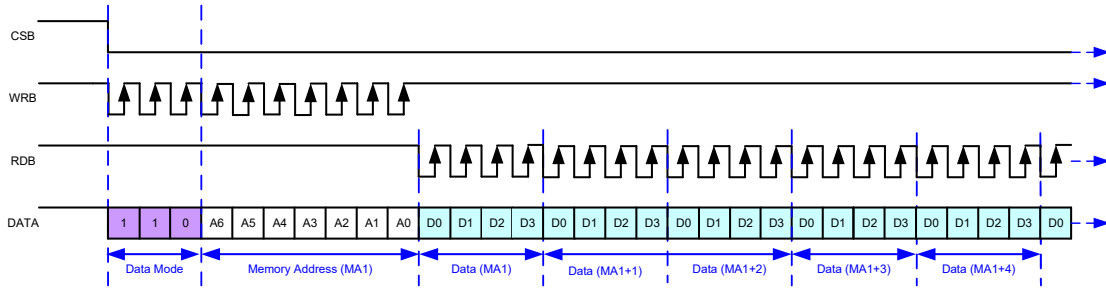 CSB
WRB
RDB
DATA 1 1 0 A6 A5 A4 A3 A2 A1 A0 D0 D1 D2 D3 D0 D1 D2 D3 D0 D1 D2 D3 D0 D1 D2 D3 D0 D1 D2 D3 D0
Data Mode Memory Address (MA1) Data (MA1) Data (MA1+1) Data (MA1+2) Data (MA1+3) Data (MA1+4)